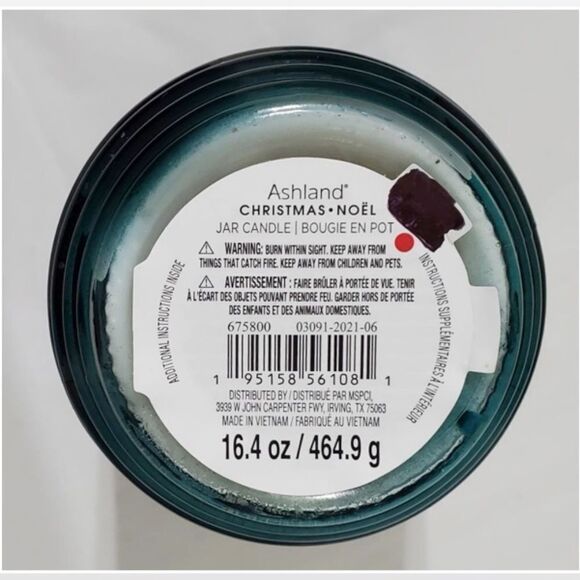 Ashland®
CHRISTMAS • NOËL
JAR CANDLE | BOUGIE EN POT
WARNING: BURN WITHIN SIGHT. KEEP AWAY FROM
THINGS THAT CATCH FIRE. KEEP AWAY FROM CHILDREN AND PETS.
AVERTISSEMENT : FAIRE BRÛLER À PORTÉE DE VUE. TENIR
À L'ÉCART DES OBJETS POUVANT PRENDRE FEU. GARDER HORS DE PORTÉE
DES ENFANTS ET DES ANIMAUX DOMESTIQUES.
ADDITIONAL INSTRUCTIONS INSIDE
INSTRUCTIONS SUPPLÉMENTAIRES À L'INTÉRIEUR
675800 03091-2021-06
1 95158 56108 1
DISTRIBUTED BY / DISTRIBUÉ PAR MSPCI,
3939 W JOHN CARPENTER FWY, IRVING, TX 75063
MADE IN VIETNAM / FABRIQUÉ AU VIETNAM
16.4 oz / 464.9 g